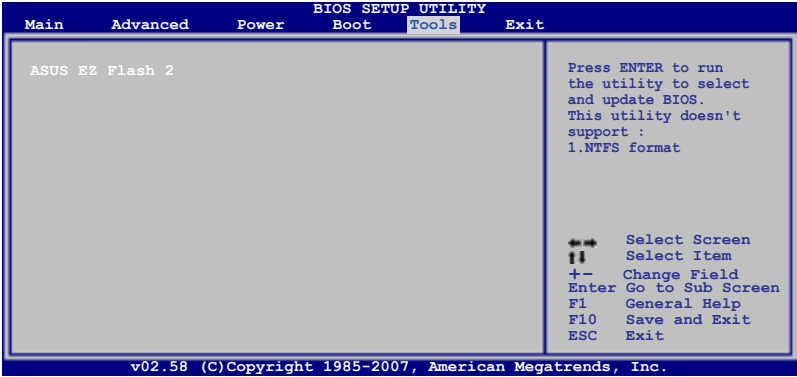 BIOS SETUP UTILITY
Main Advanced Power Boot Tools Exit
ASUS EZ Flash 2
Press ENTER to run
the utility to select
and update BIOS.
This utility doesn't
support :
1.NTFS format
←→ Select Screen
↑↓ Select Item
+- Change Field
Enter Go to Sub Screen
F1 General Help
F10 Save and Exit
ESC Exit
v02.58 (C)Copyright 1985-2007, American Megatrends, Inc.